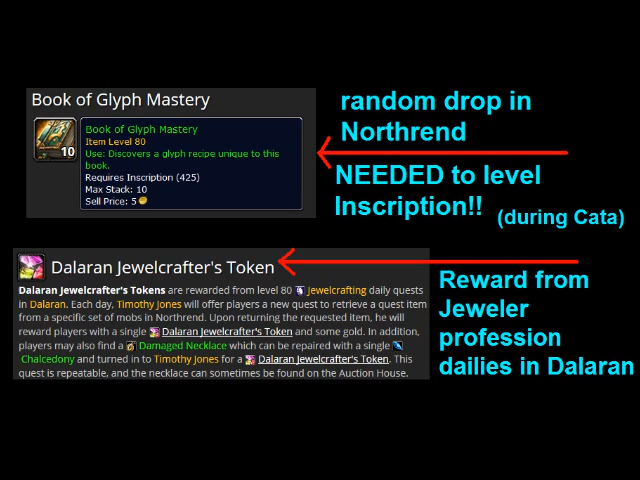 Book of Glyph Mastery
10
Book of Glyph Mastery
Item Level 80
Use: Discovers a glyph recipe unique to this
book.
Requires Inscription (425)
Max Stack: 10
Sell Price: 5
random drop in
Northrend
NEEDED to level
Inscription!! (during Cata)
Dalaran Jewelcrafter's Token
Dalaran Jewelcrafter's Tokens are rewarded from level 80 Jewelcrafting daily quests
in Dalaran. Each day, Timothy Jones will offer players a new quest to retrieve a quest item
from a specific set of mobs in Northrend. Upon returning the requested item, he will
reward players with a single Dalaran Jewelcrafter's Token and some gold. In addition,
players may also find a Damaged Necklace which can be repaired with a single
Chalcedony and turned in to Timothy Jones for a Dalaran Jewelcrafter's Token. This
quest is repeatable, and the necklace can sometimes be found on the Auction House.
Reward from
Jeweler
profession
dailies in Dalaran